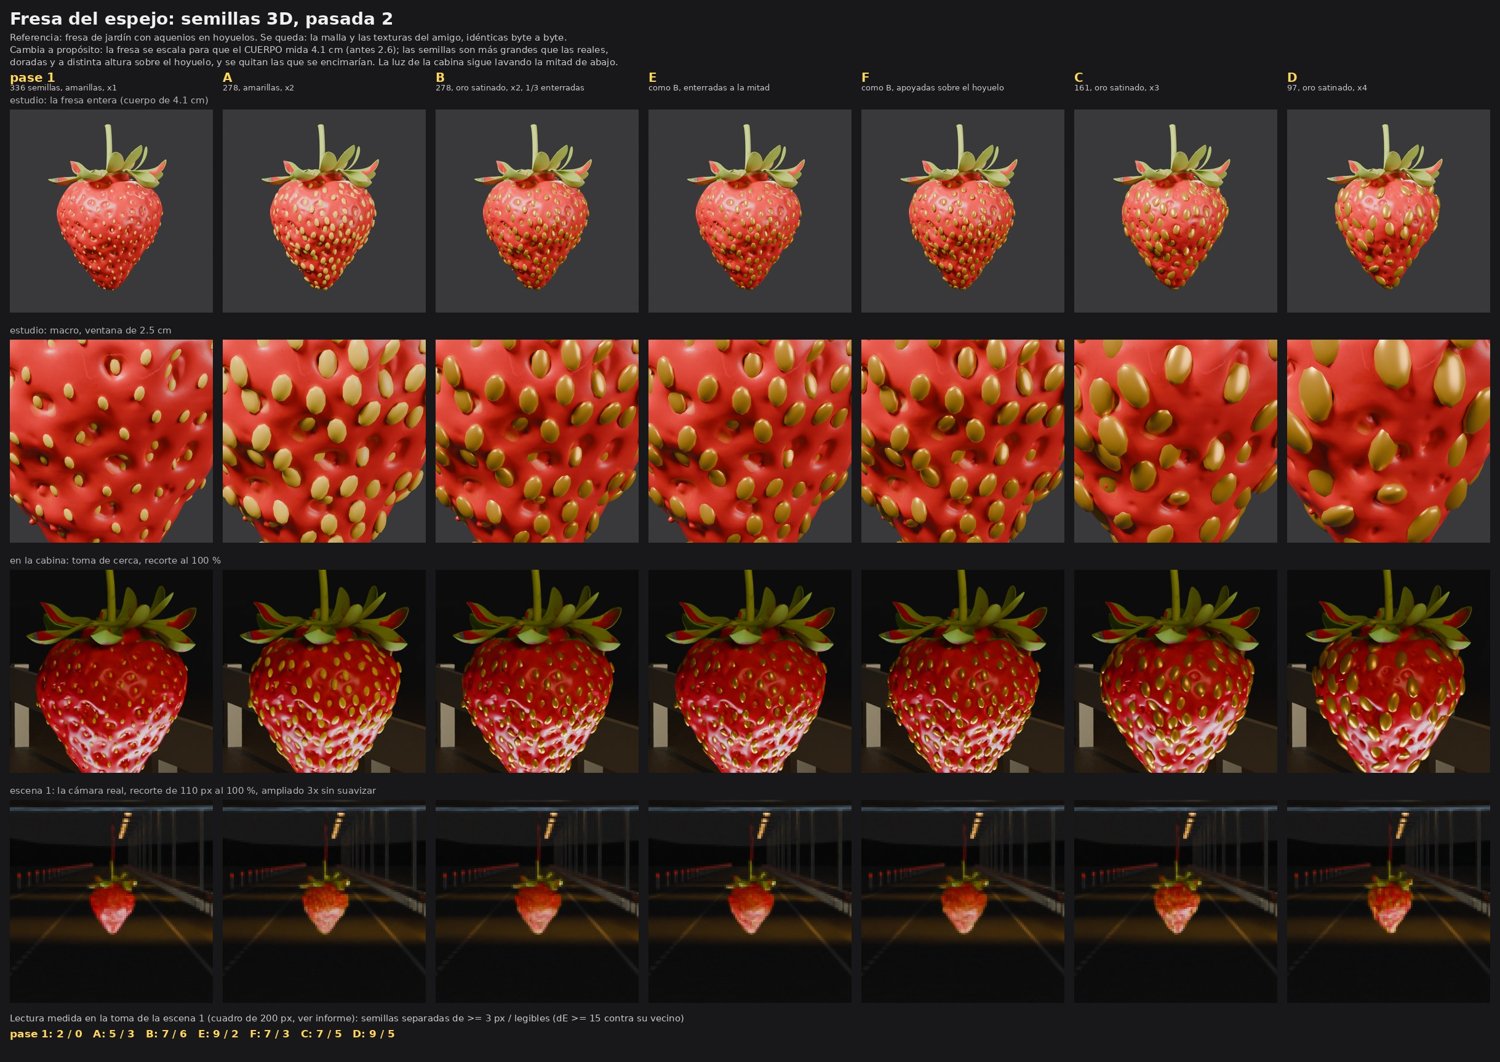 Fresa del espejo: semillas 3D, pasada 2
Referencia: fresa de jardín con aquenios en hoyuelos. Se queda: la malla y las texturas del amigo, idénticas byte a byte.
Cambia a propósito: la fresa se escala para que el CUERPO mida 4.1 cm (antes 2.6); las semillas son más grandes que las reales,
doradas y a distinta altura sobre el hoyuelo, y se quitan las que se encimarían. La luz de la cabina sigue lavando la mitad de abajo.
pase 1 A B E F C D
336 semillas, amarillas, x1 278, amarillas, x2 278, oro satinado, x2, 1/3 enterradas como B, enterradas a la mitad como B, apoyadas sobre el hoyuelo 161, oro satinado, x3 97, oro satinado, x4
estudio: la fresa entera (cuerpo de 4.1 cm)
estudio: macro, ventana de 2.5 cm
en la cabina: toma de cerca, recorte al 100 %
escena 1: la cámara real, recorte de 110 px al 100 %, ampliado 3x sin suavizar
Lectura medida en la toma de la escena 1 (cuadro de 200 px, ver informe): semillas separadas de >= 3 px / legibles (dE >= 15 contra su vecino)
pase 1: 2 / 0 A: 5 / 3 B: 7 / 6 E: 9 / 2 F: 7 / 3 C: 7 / 5 D: 9 / 5